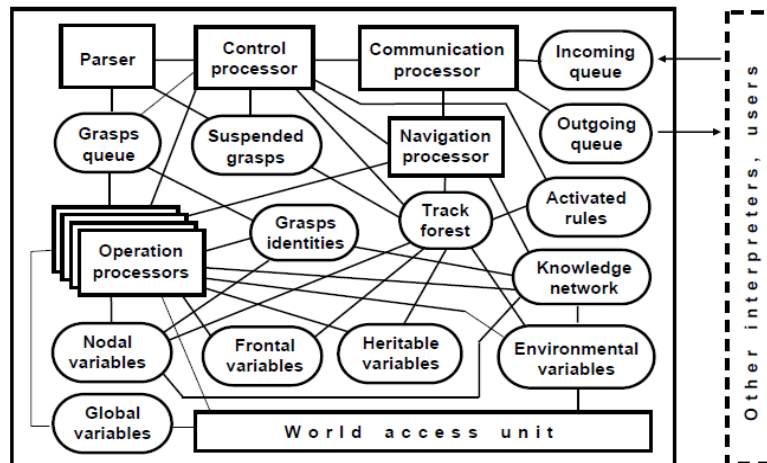 Parser
Control
processor
Communication
processor
Incoming
queue
Grasps
queue
Suspended
grasps
Navigation
processor
Outgoing
queue
Operation
processors
Grasps
identities
Track
forest
Activated
rules
Knowledge
network
Nodal
variables
Frontal
variables
Heritable
variables
Environmental
variables
Global
variables
World access unit
Other interpreters, users